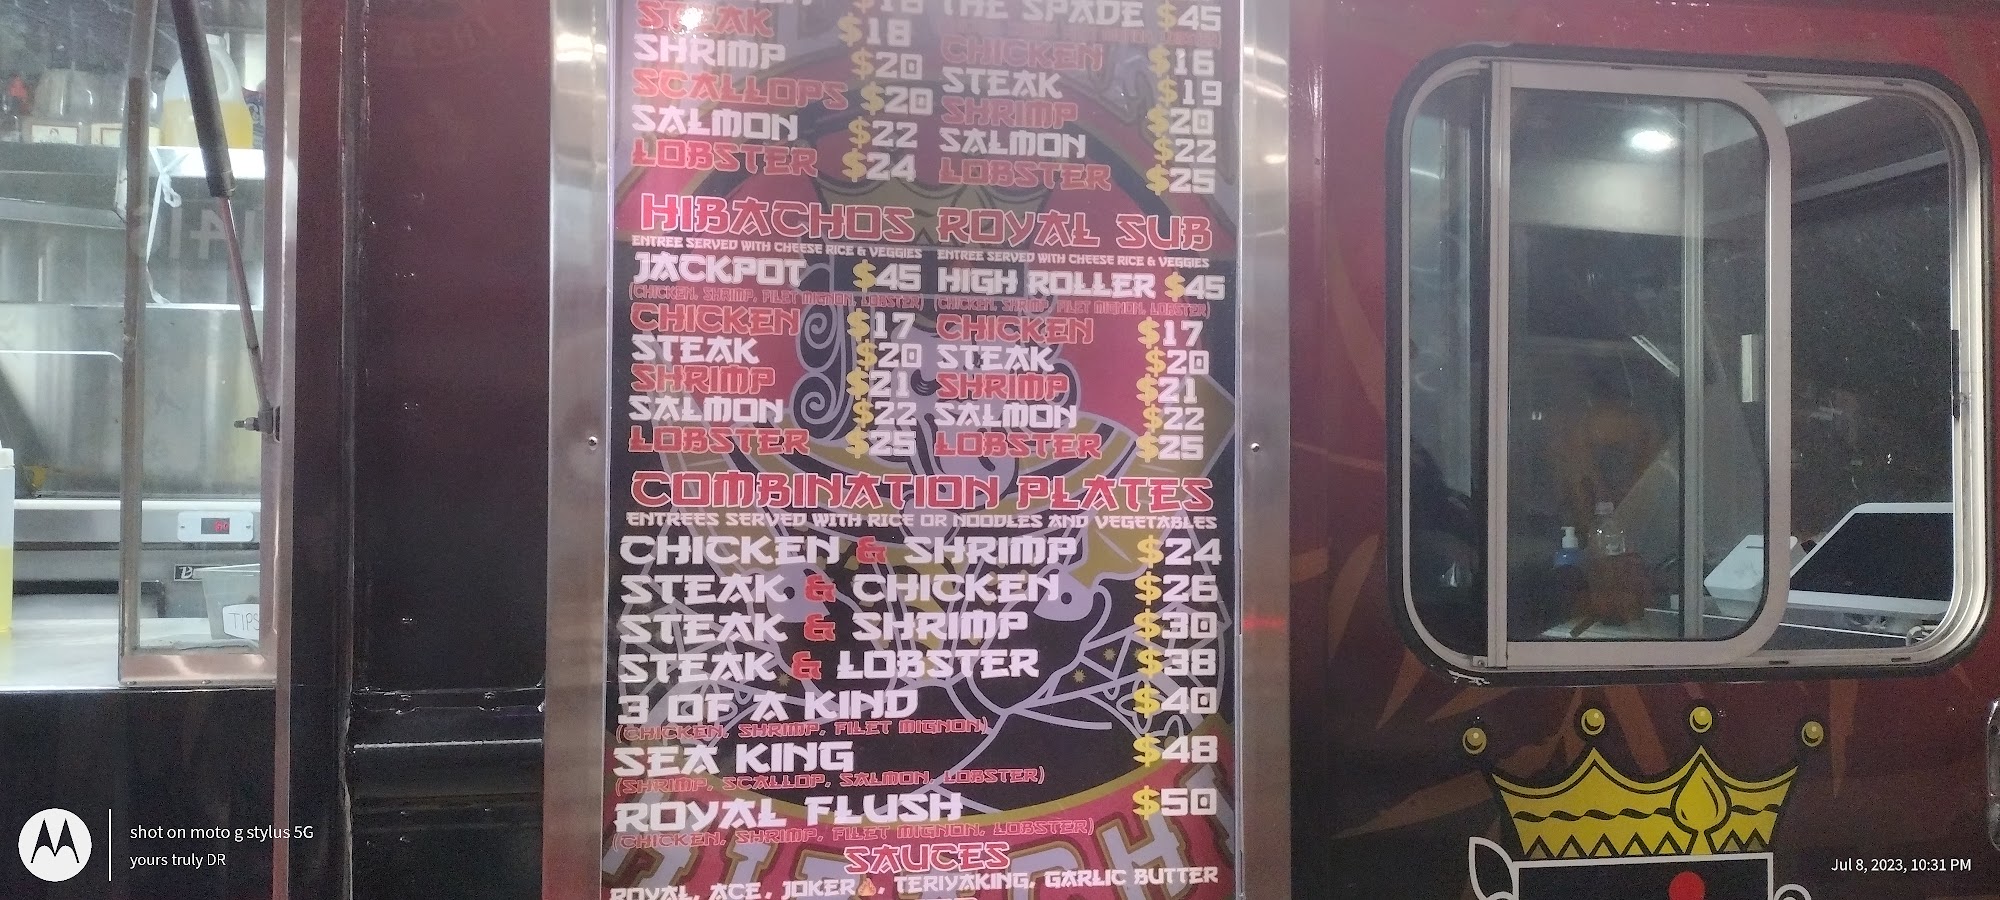 $18 THE SPADE $45
STEAK $18
SHRIMP $20 CHICKEN $16
SCALLOPS $20 STEAK $19
SALMON $22 SHRIMP $20
LOBSTER $24 SALMON $22
LOBSTER $25
HIBACHOS ROYAL SUB
ENTREE SERVED WITH CHEESE RICE & VEGGIES ENTREE SERVED WITH CHEESE RICE & VEGGIES
JACKPOT $45 HIGH ROLLER $45
(CHICKEN, SHRIMP, FILET MIGNON, LOBSTER) (CHICKEN, SHRIMP, FILET MIGNON, LOBSTER)
CHICKEN $17 CHICKEN $17
STEAK $20 STEAK $20
SHRIMP $21 SHRIMP $21
SALMON $22 SALMON $22
LOBSTER $25 LOBSTER $25
COMBINATION PLATES
ENTREES SERVED WITH RICE OR NOODLES AND VEGETABLES
CHICKEN & SHRIMP $24
STEAK & CHICKEN $26
STEAK & SHRIMP $30
STEAK & LOBSTER $38
3 OF A KIND $40
(CHICKEN, SHRIMP, FILET MIGNON)
SEA KING $48
(SHRIMP, SCALLOP, SALMON, LOBSTER)
ROYAL FLUSH $50
(CHICKEN, SHRIMP, FILET MIGNON, LOBSTER)
SAUCES
ROYAL, ACE, JOKER🔥, TERIYAKING, GARLIC BUTTER
TIPS
shot on moto g stylus 5G
yours truly DR
Jul 8, 2023, 10:31 PM